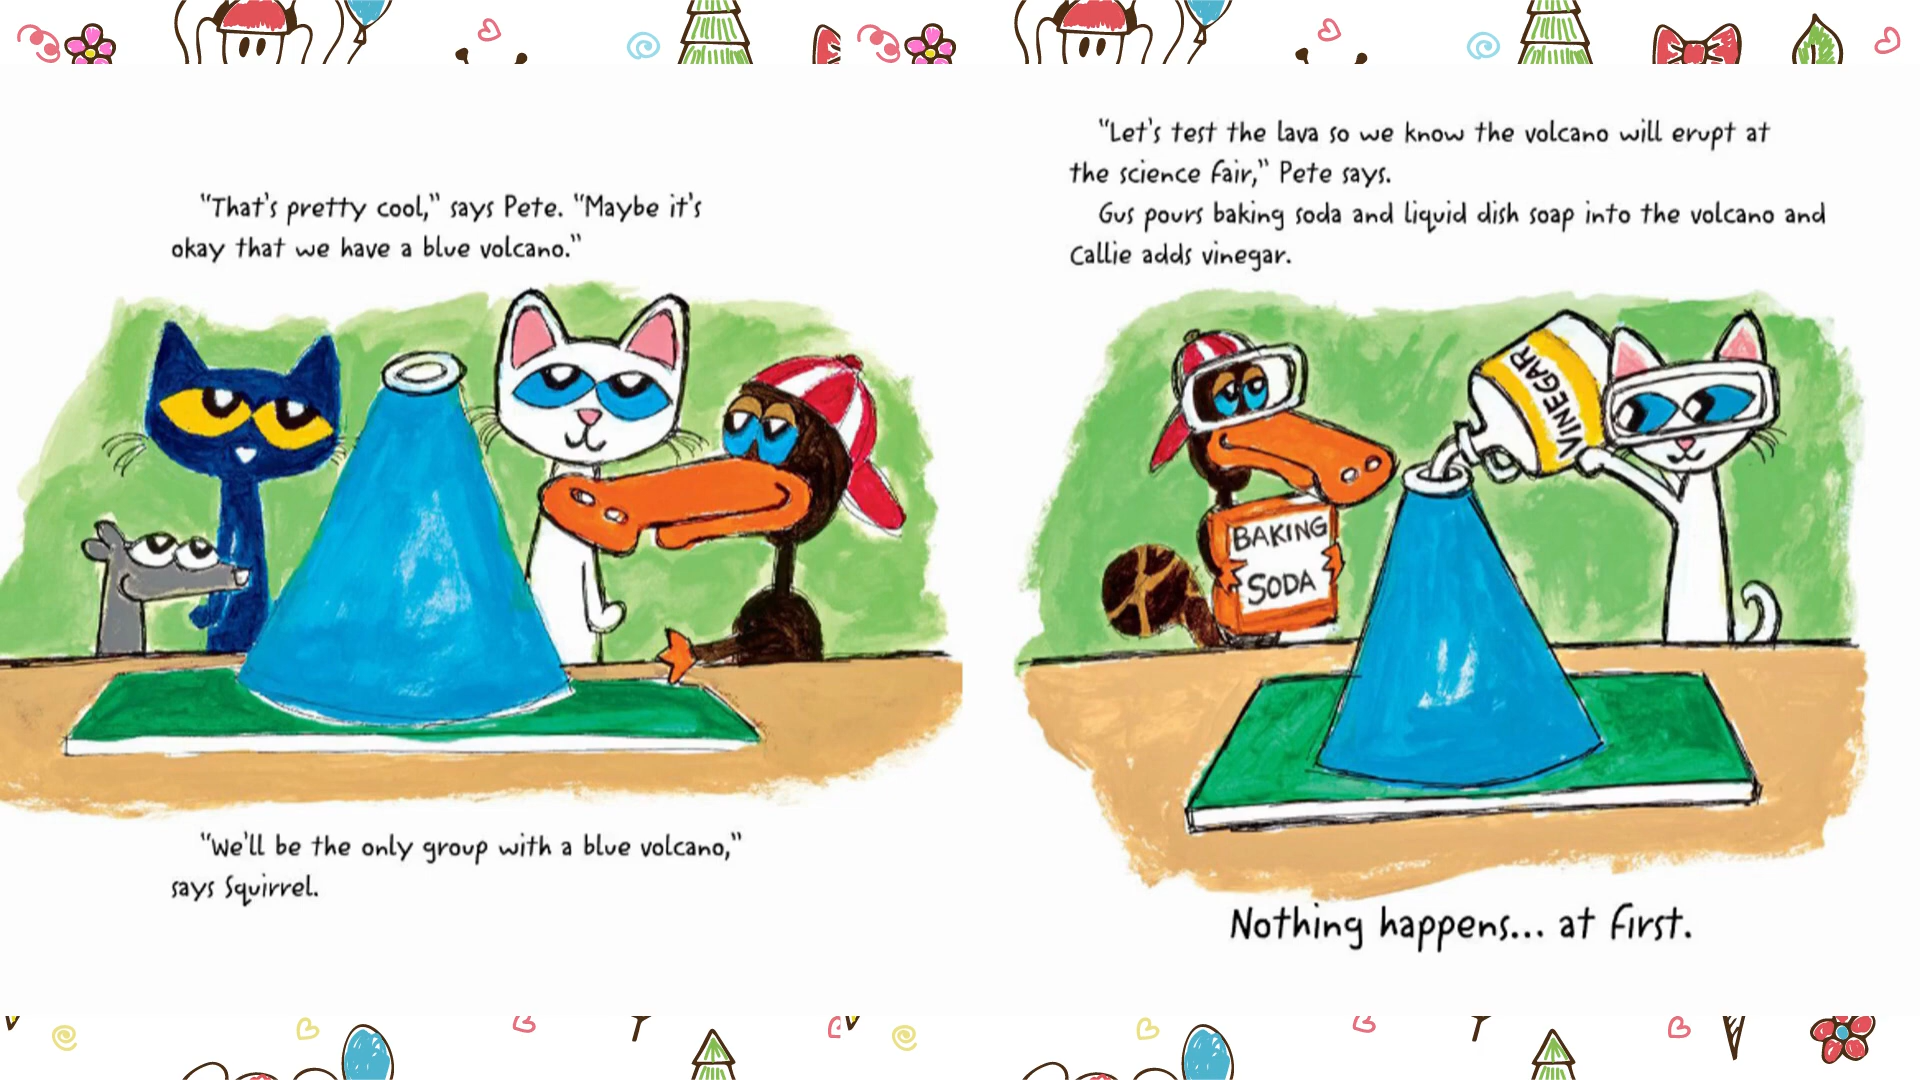 “That’s pretty cool,” says Pete. “Maybe it’s
okay that we have a blue volcano.”
“We’ll be the only group with a blue volcano,”
says Squirrel.
“Let’s test the lava so we know the volcano will erupt at
the science fair,” Pete says.
Gus pours baking soda and liquid dish soap into the volcano and
Callie adds vinegar.
VINEGAR
BAKING
SODA
Nothing happens... at first.